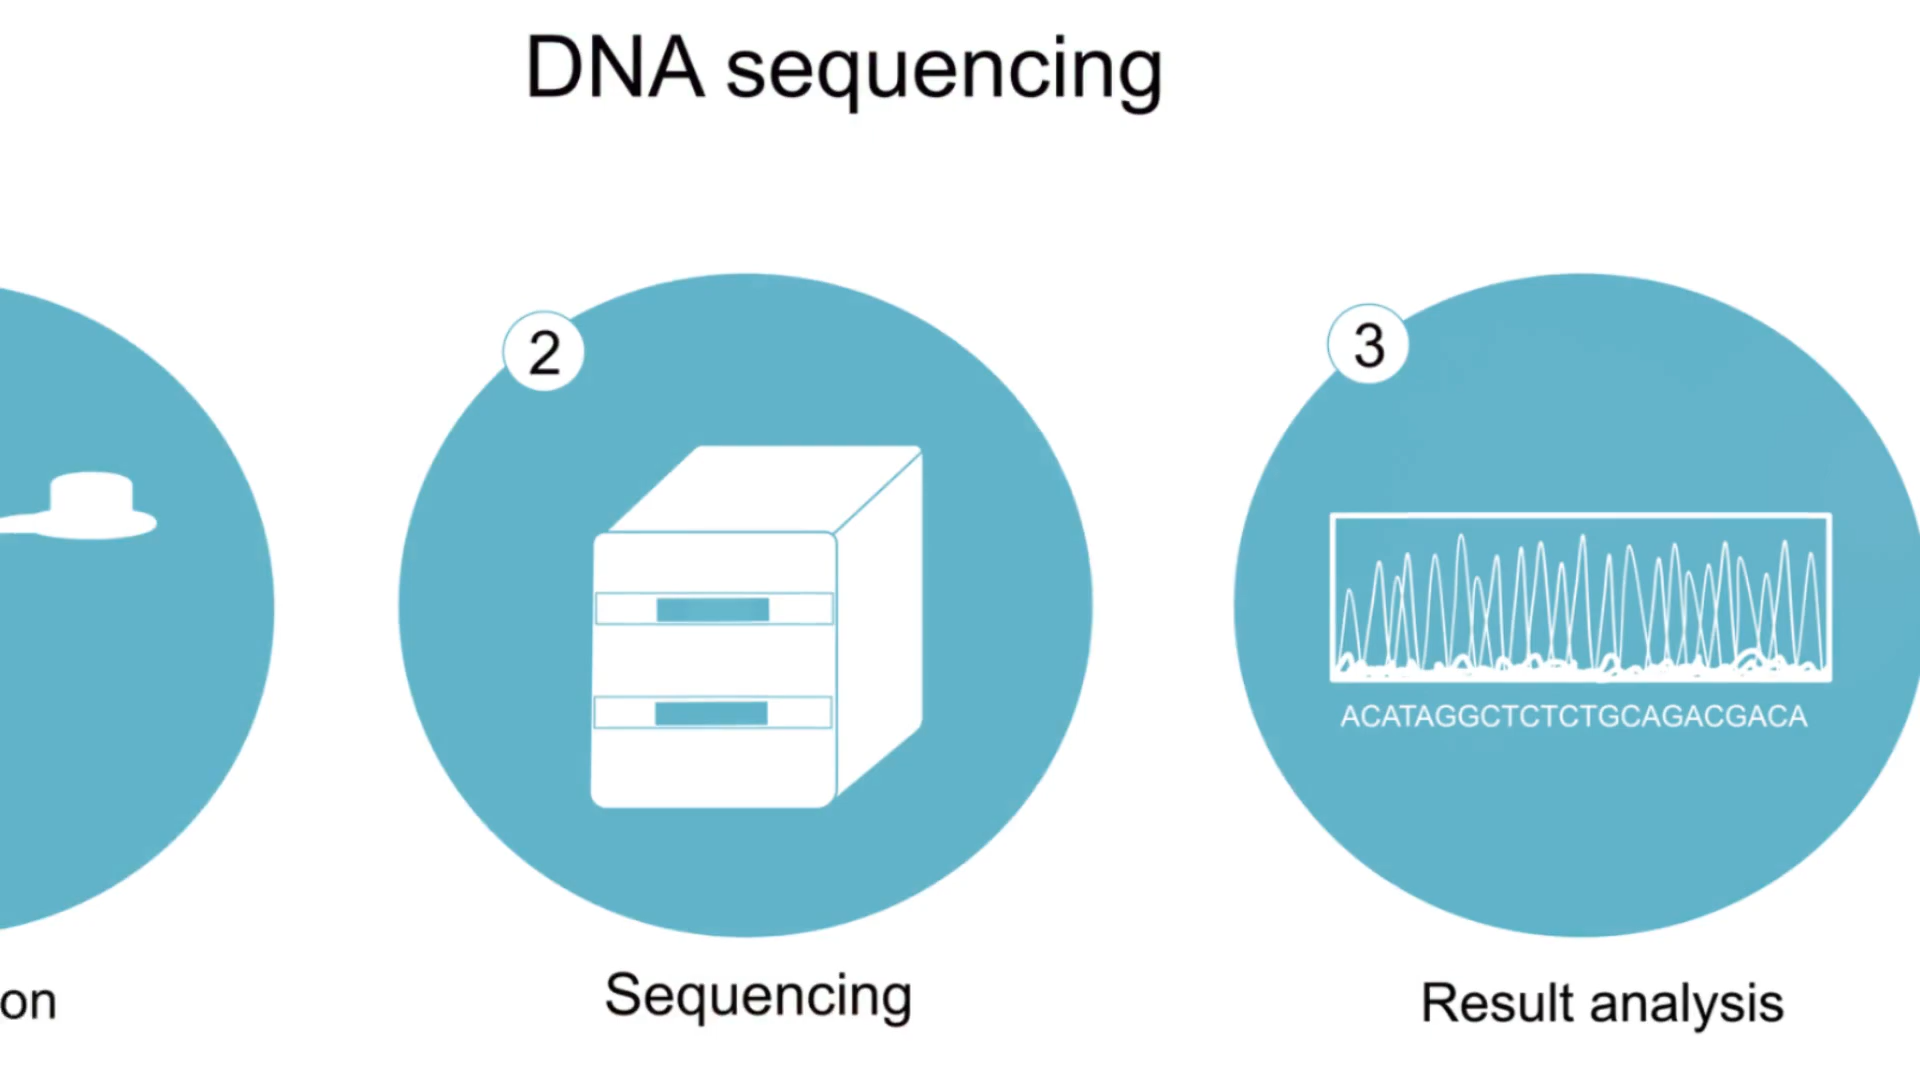 DNA sequencing
2
3
ACATAGGCTCTCTGCAGACGACA
on
Sequencing
Result analysis